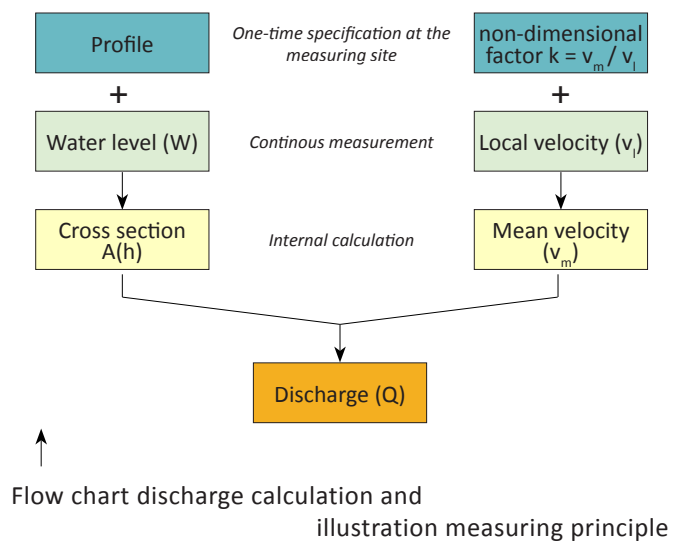 Profile
One-time specification at the
measuring site
non-dimensional
factor k = vₘ / vₗ
+
+
Water level (W)
Continous measurement
Local velocity (vₗ)
Cross section
A(h)
Internal calculation
Mean velocity
(vₘ)
Discharge (Q)
Flow chart discharge calculation and
illustration measuring principle